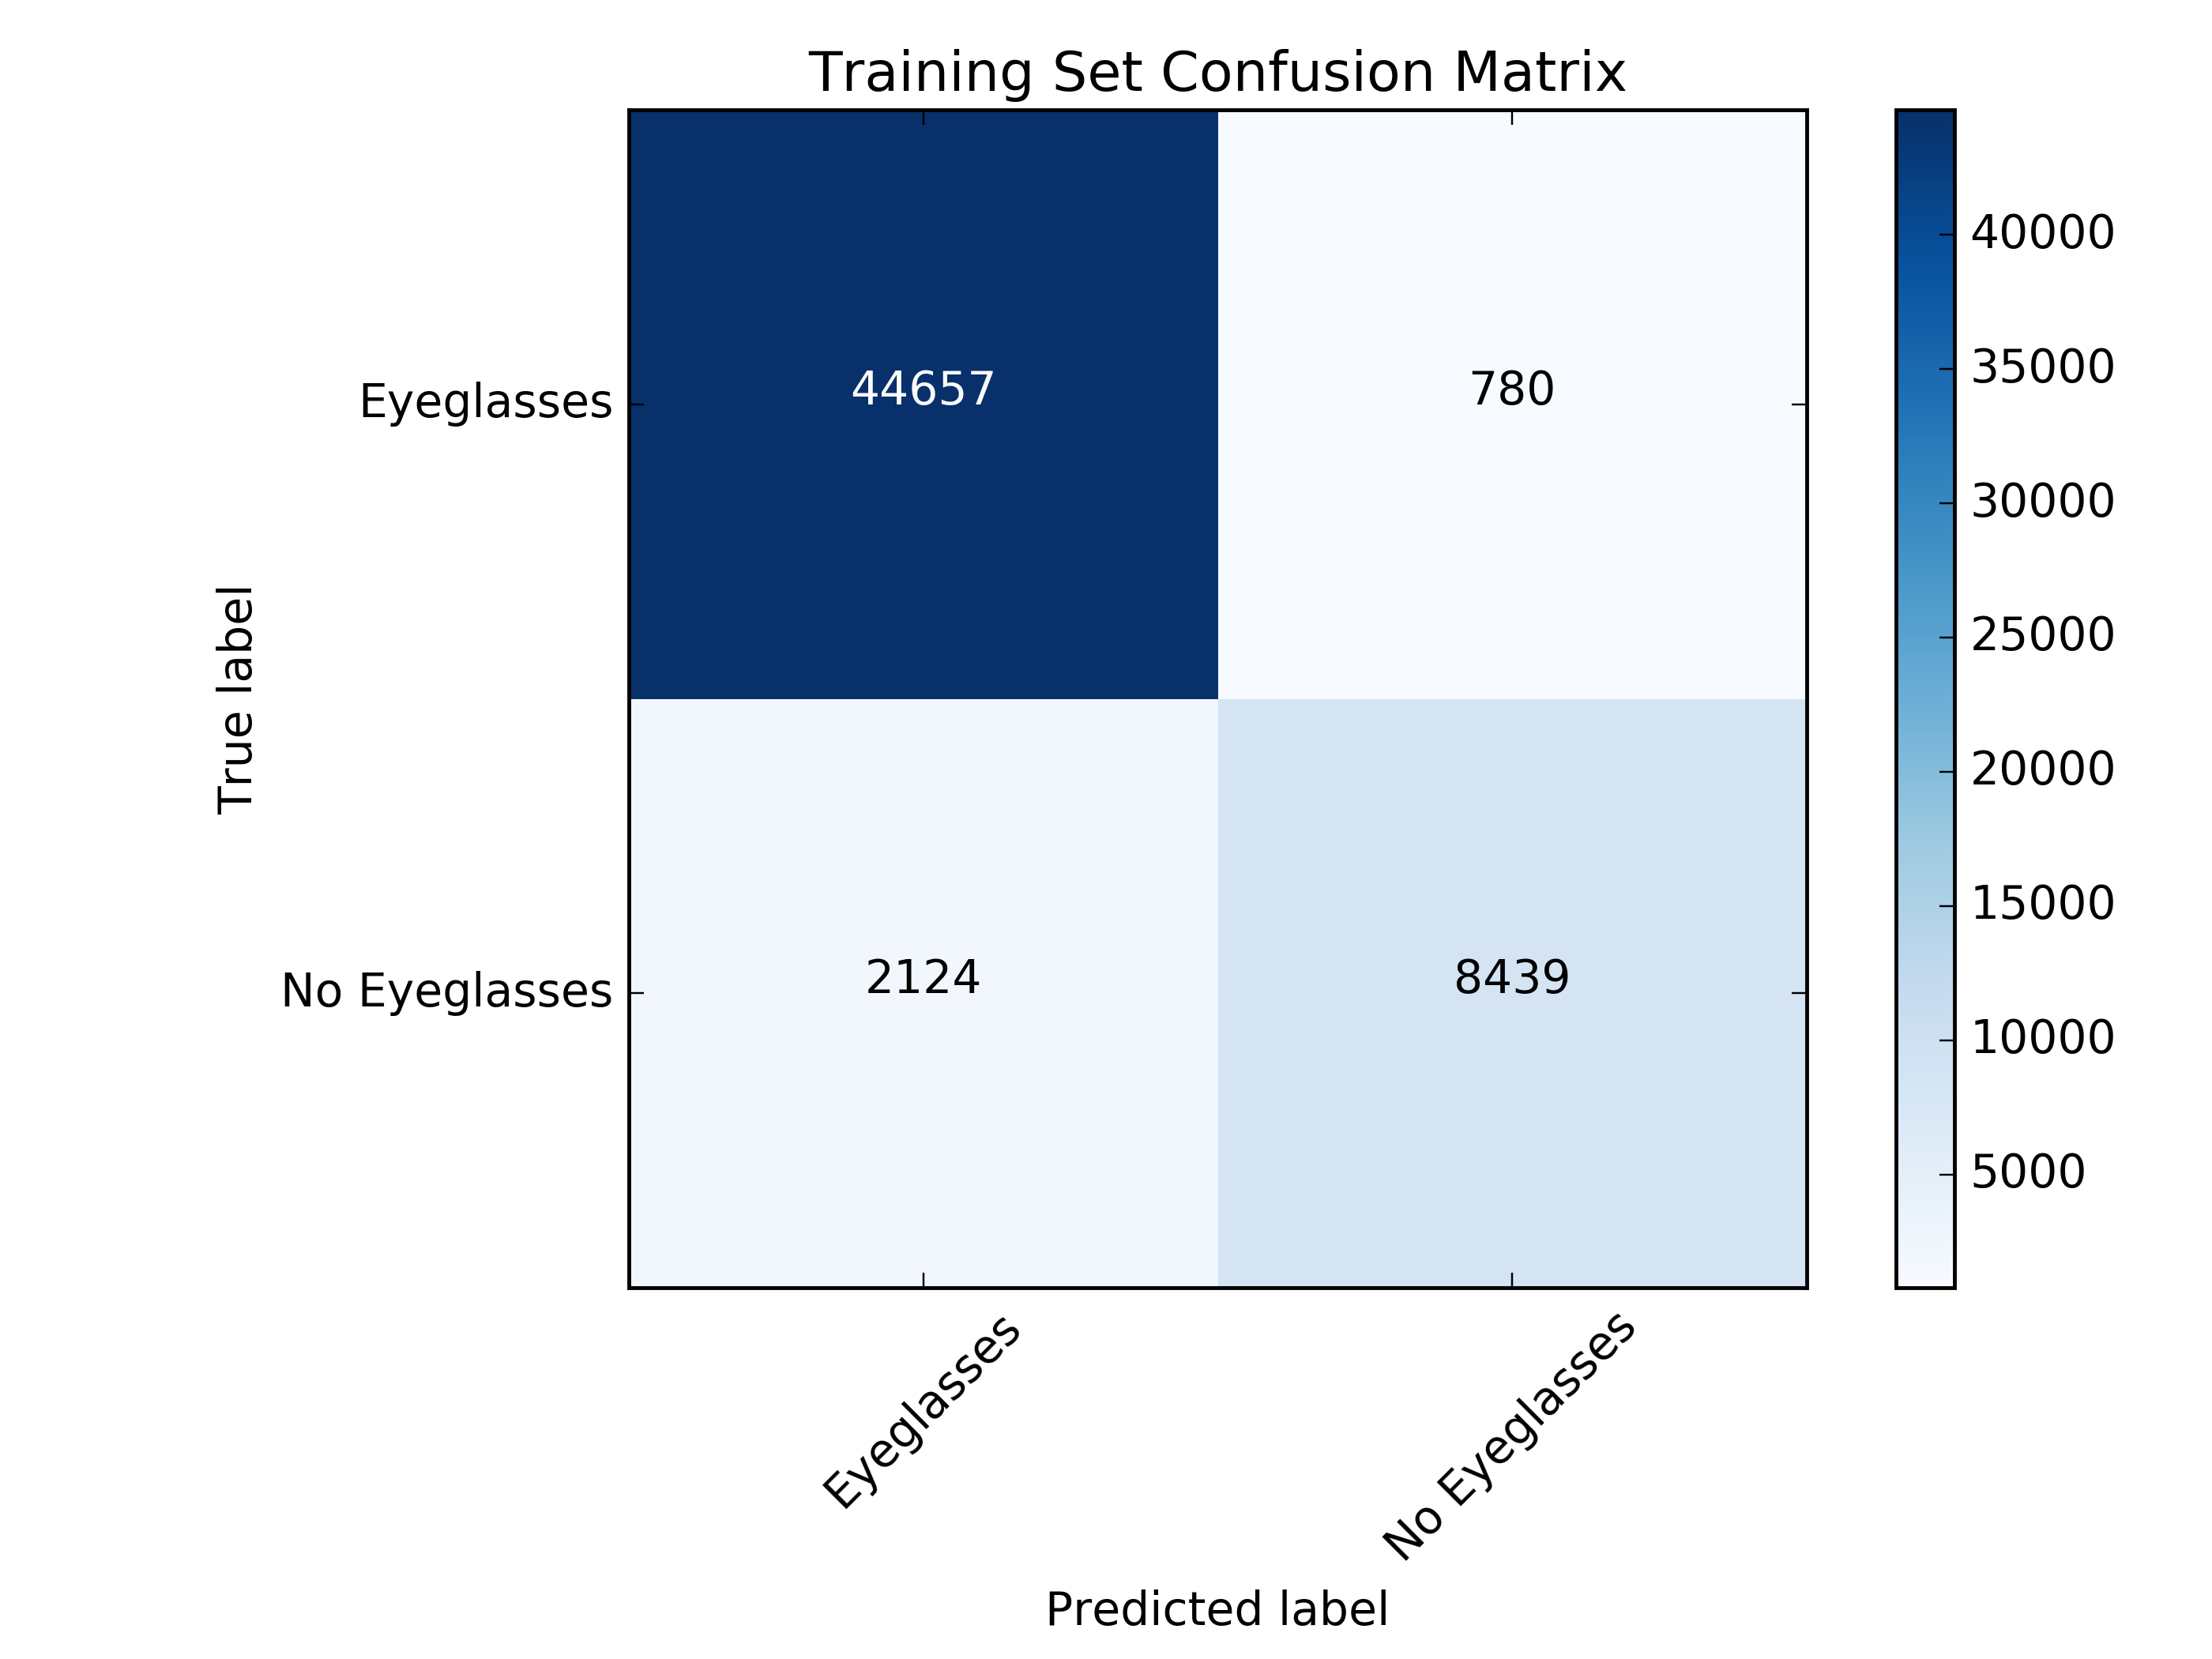 Training Set Confusion Matrix
True label
Eyeglasses
No Eyeglasses
44657
780
2124
8439
Eyeglasses
No Eyeglasses
Predicted label
40000
35000
30000
25000
20000
15000
10000
5000